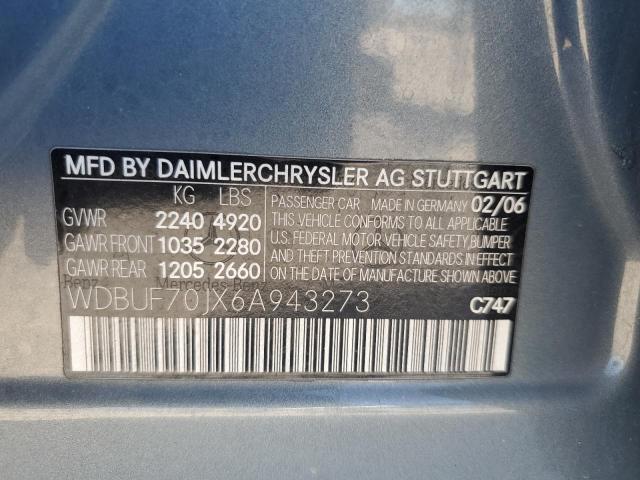 MFD BY DAIMLERCHRYSLER AG STUTTGART
KG LBS
GVWR 2240 4920
GAWR FRONT 1035 2280
GAWR REAR 1205 2660
PASSENGER CAR MADE IN GERMANY 02/06
THIS VEHICLE CONFORMS TO ALL APPLICABLE
U.S. FEDERAL MOTOR VEHICLE SAFETY, BUMPER
AND THEFT PREVENTION STANDARDS IN EFFECT
ON THE DATE OF MANUFACTURE SHOWN ABOVE.
Benz Mercedes-Benz
WDBUF70JX6A943273
C747